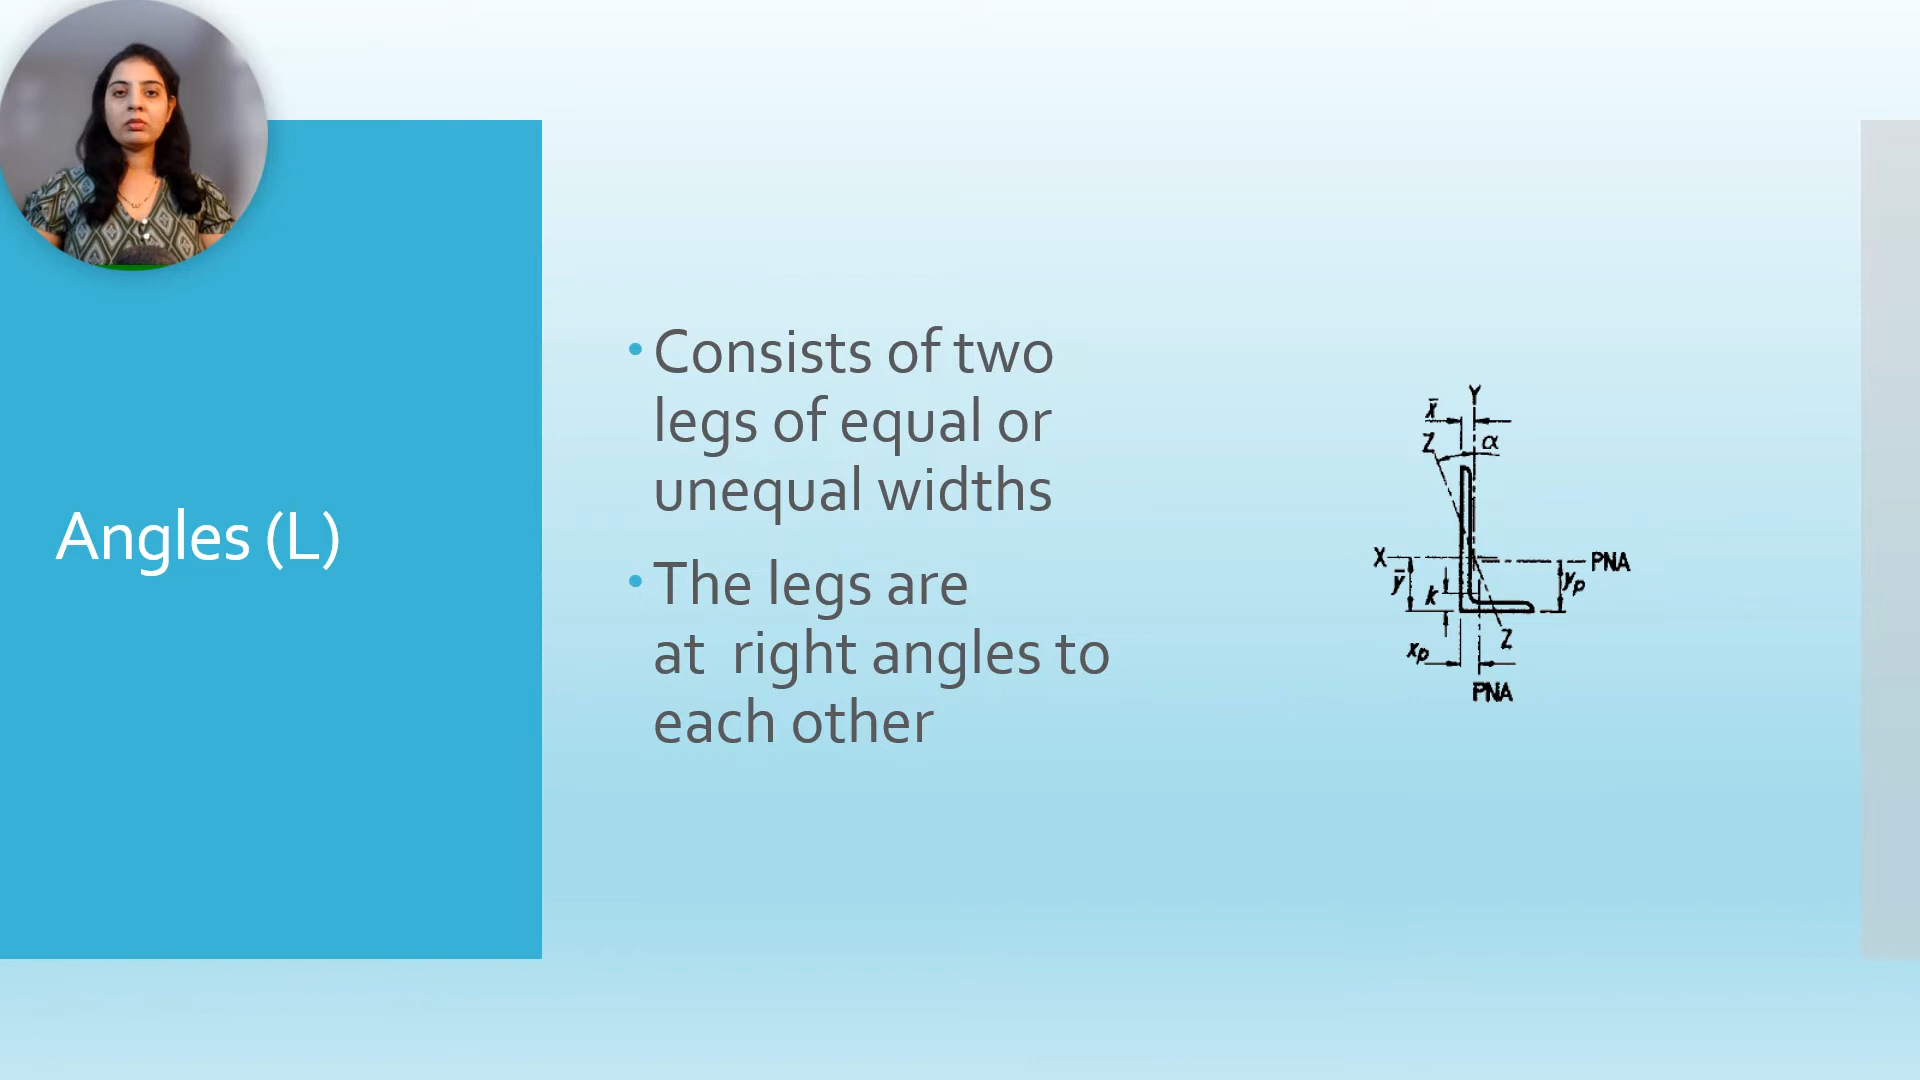 Angles (L)
• Consists of two
legs of equal or
unequal widths
• The legs are
at  right angles to
each other
Y
x̄
Z
α
X
PNA
ȳ
k
yp
Z
xp
PNA